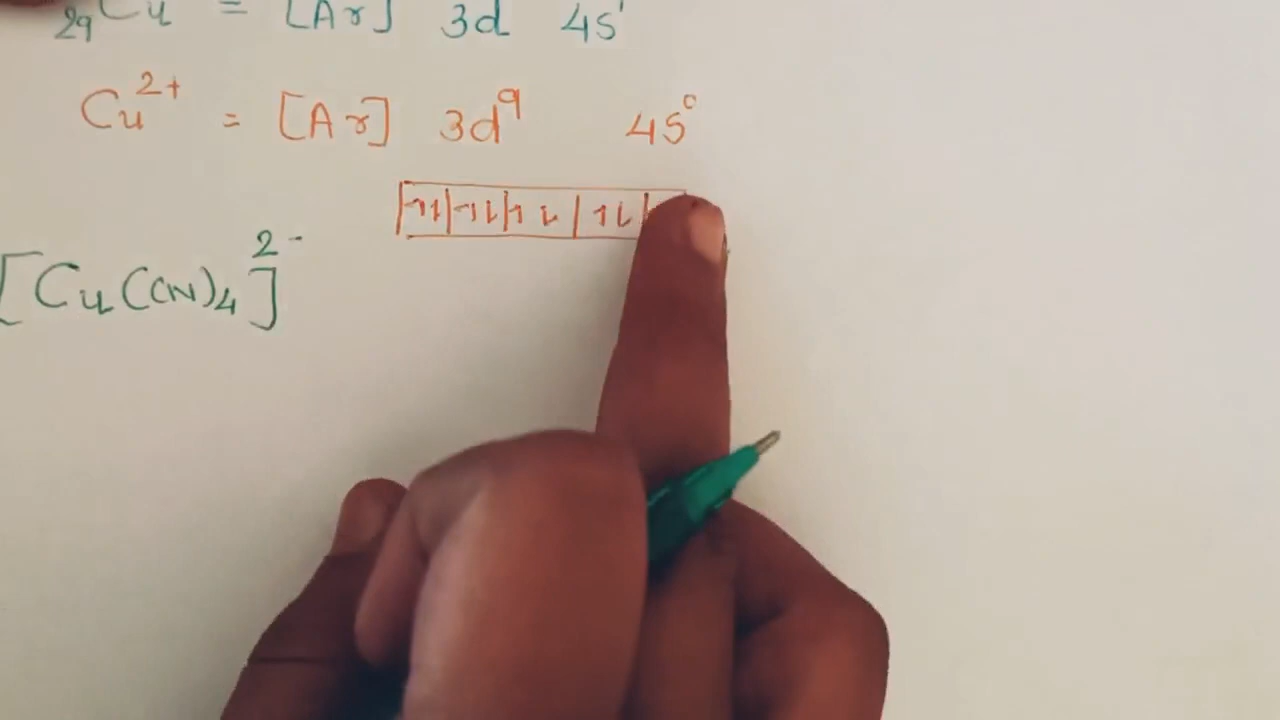 29Cu = [Ar] 3d 4s¹
Cu²⁺ = [Ar] 3d⁹ 4s⁰
[Cu(CN)₄]²⁻